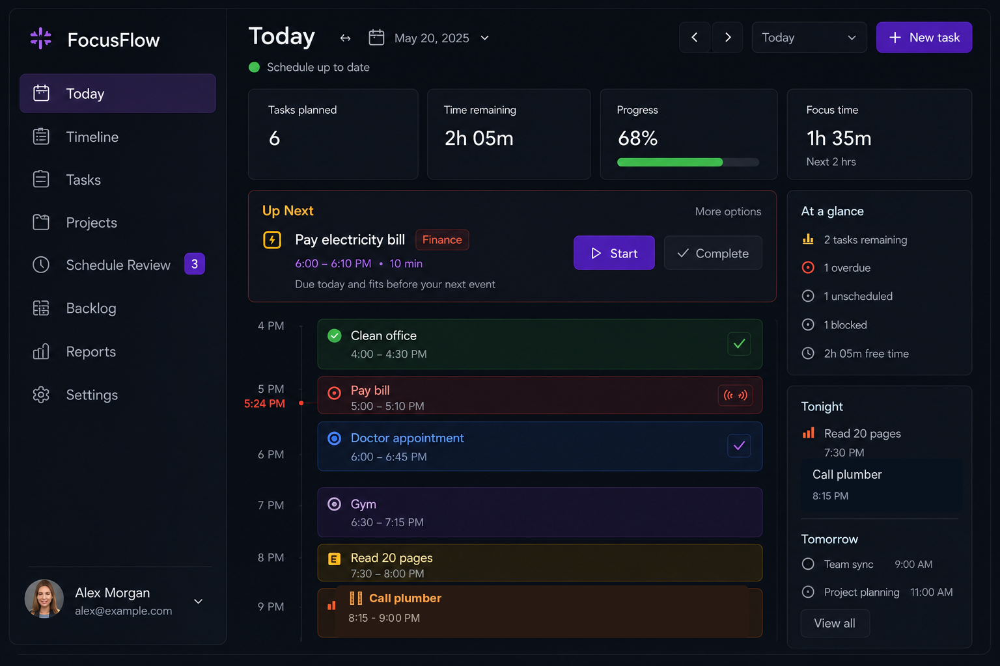 FocusFlow
Today
Timeline
Tasks
Projects
Schedule Review 3
Backlog
Reports
Settings
Alex Morgan
alex@example.com
Today
May 20, 2025
Today
+ New task
Schedule up to date
Tasks planned
6
Time remaining
2h 05m
Progress
68%
Focus time
1h 35m
Next 2 hrs
Up Next
More options
Pay electricity bill
Finance
6:00 – 6:10 PM • 10 min
Due today and fits before your next event
Start
Complete
4 PM
Clean office
4:00 – 4:30 PM
5 PM
5:24 PM
Pay bill
5:00 – 5:10 PM
6 PM
Doctor appointment
6:00 – 6:45 PM
7 PM
Gym
6:30 – 7:15 PM
8 PM
E
Read 20 pages
7:30 – 8:00 PM
9 PM
Call plumber
8:15 - 9:00 PM
At a glance
2 tasks remaining
1 overdue
1 unscheduled
1 blocked
2h 05m free time
Tonight
Read 20 pages
7:30 PM
Call plumber
8:15 PM
Tomorrow
Team sync 9:00 AM
Project planning 11:00 AM
View all